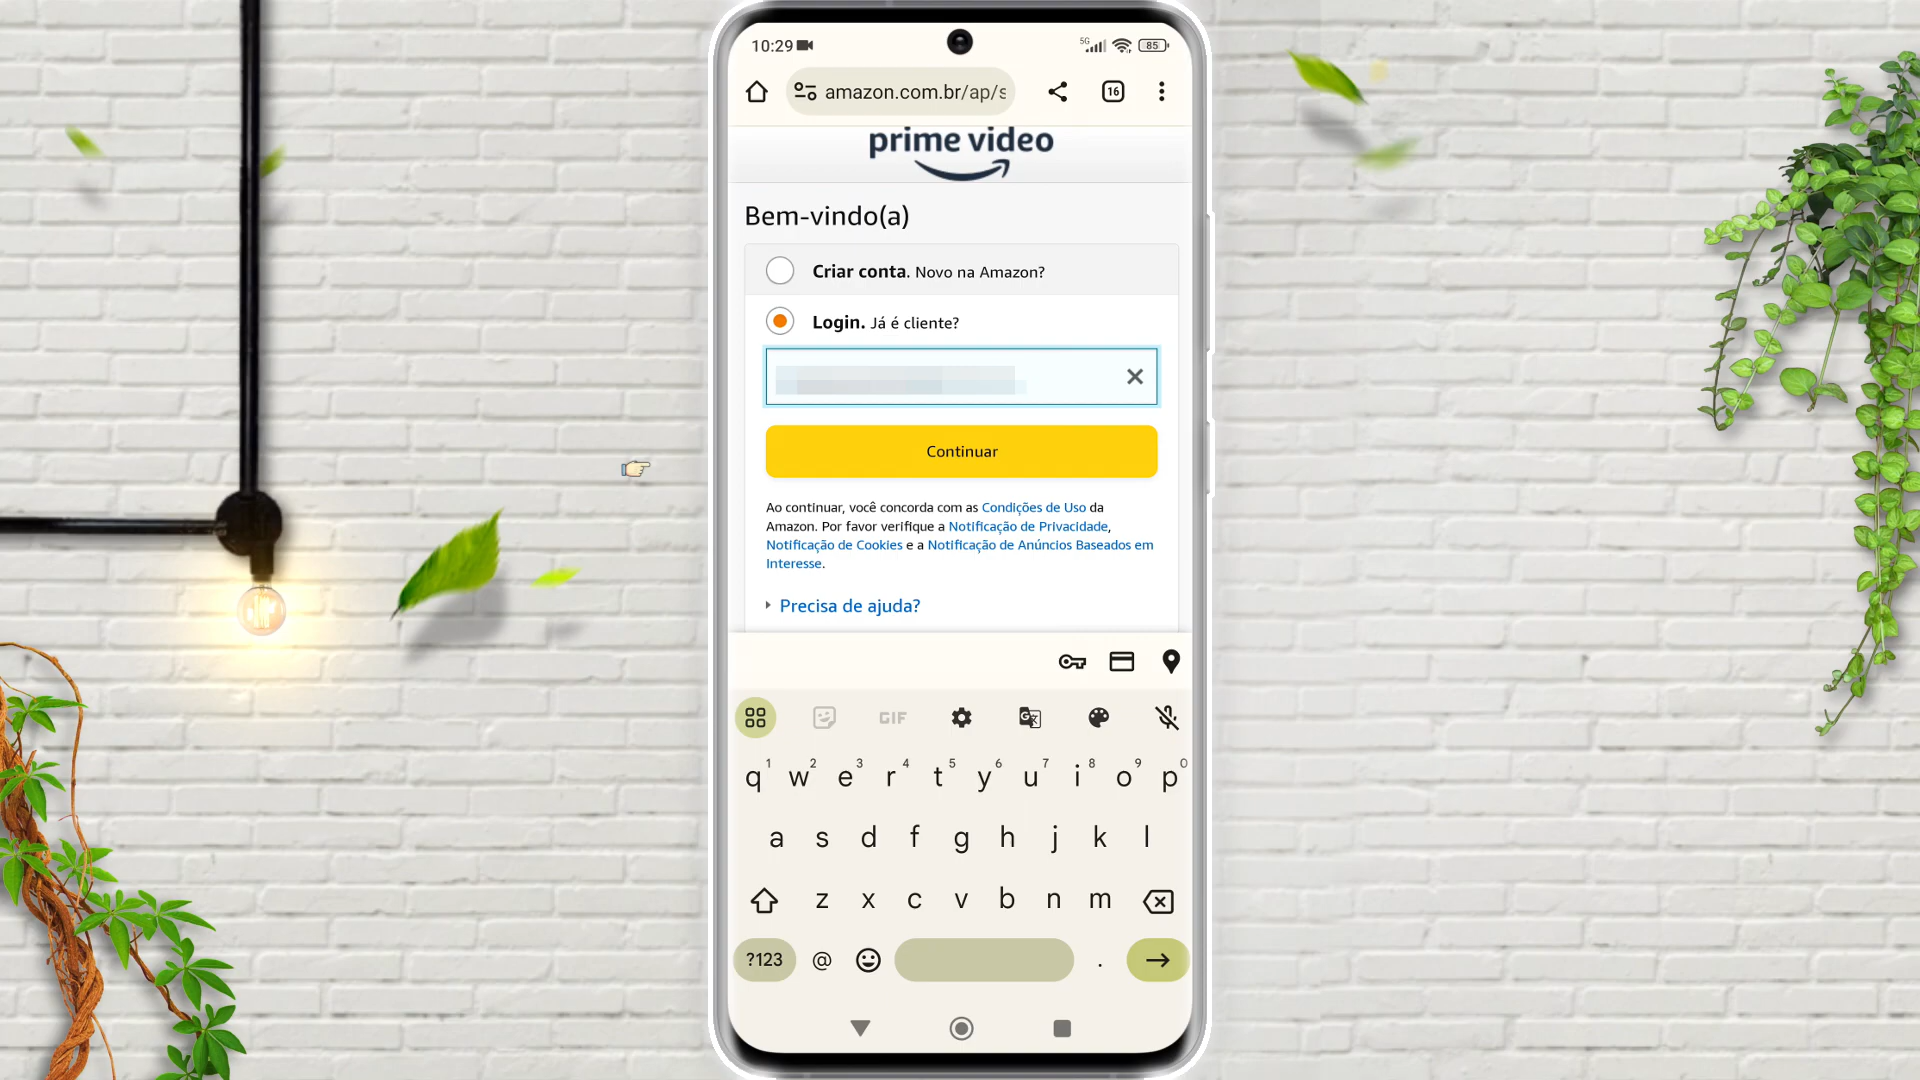 10:29
5G
85
amazon.com.br/ap/s
16
prime video
Bem-vindo(a)
Criar conta. Novo na Amazon?
Login. Já é cliente?
Continuar
Ao continuar, você concorda com as Condições de Uso da
Amazon. Por favor verifique a Notificação de Privacidade,
Notificação de Cookies e a Notificação de Anúncios Baseados em
Interesse.
Precisa de ajuda?
GIF
q1 w2 e3 r4 t5 y6 u7 i8 o9 p0
a s d f g h j k l
z x c v b n m
?123 @ .